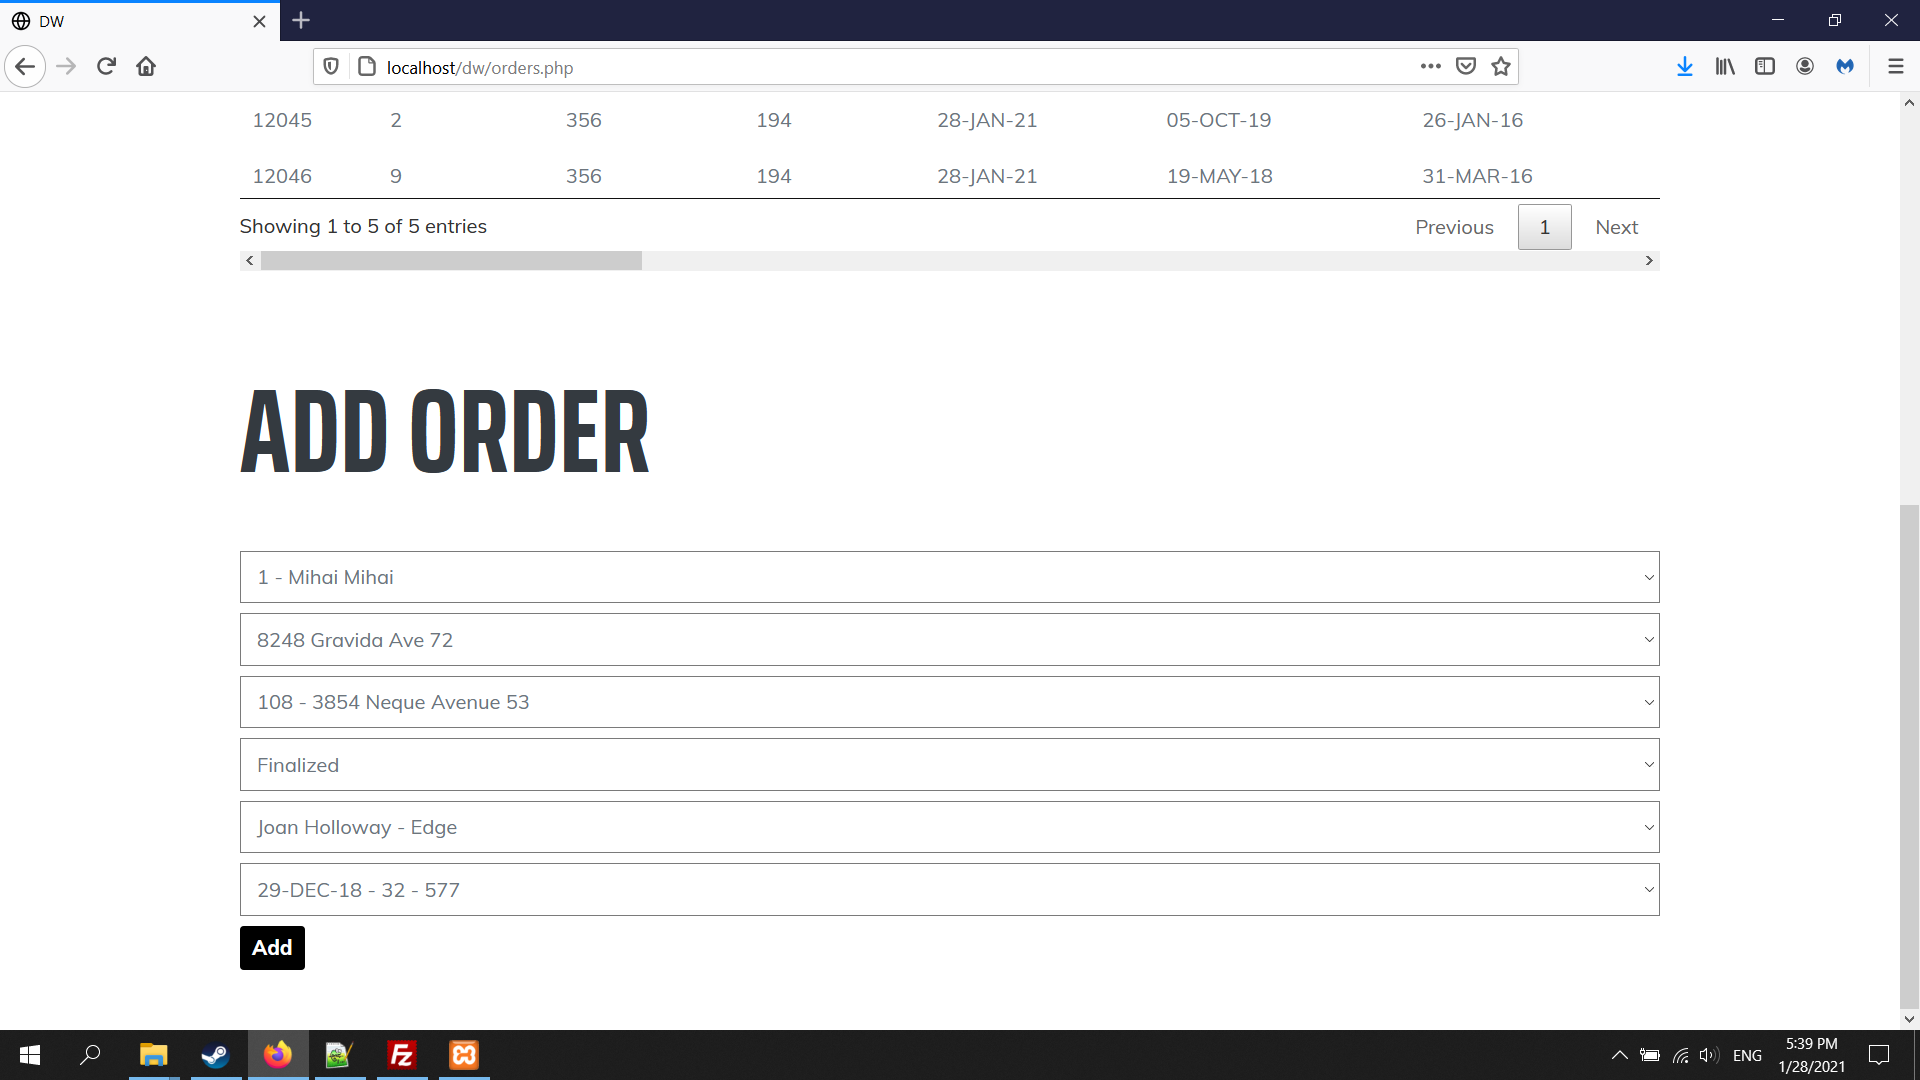 DW
localhost/dw/orders.php
12045 2 356 194 28-JAN-21 05-OCT-19 26-JAN-16
12046 9 356 194 28-JAN-21 19-MAY-18 31-MAR-16
Showing 1 to 5 of 5 entries Previous 1 Next
ADD ORDER
1 - Mihai Mihai
8248 Gravida Ave 72
108 - 3854 Neque Avenue 53
Finalized
Joan Holloway - Edge
29-DEC-18 - 32 - 577
Add
Fz
ENG
5:39 PM
1/28/2021